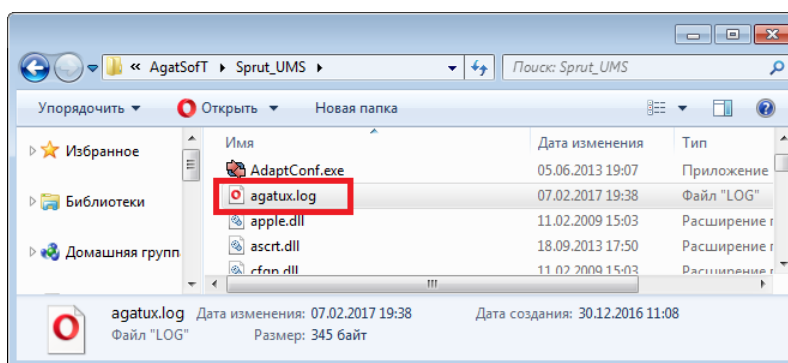 « AgatSofT ▸ Sprut_UMS ▸ Поиск: Sprut_UMS
Упорядочить ▾ Открыть ▾ Новая папка
Имя Дата изменения Тип
Избранное
AdaptConf.exe 05.06.2013 19:07 Приложение
agatux.log 07.02.2017 19:38 Файл "LOG"
Библиотеки
apple.dll 11.02.2009 15:03 Расширение п
ascrt.dll 18.09.2013 17:50 Расширение п
Домашняя групп
cfgn.dll 11.02.2009 15:03 Расширение п
agatux.log Дата изменения: 07.02.2017 19:38 Дата создания: 30.12.2016 11:08
Файл "LOG" Размер: 345 байт